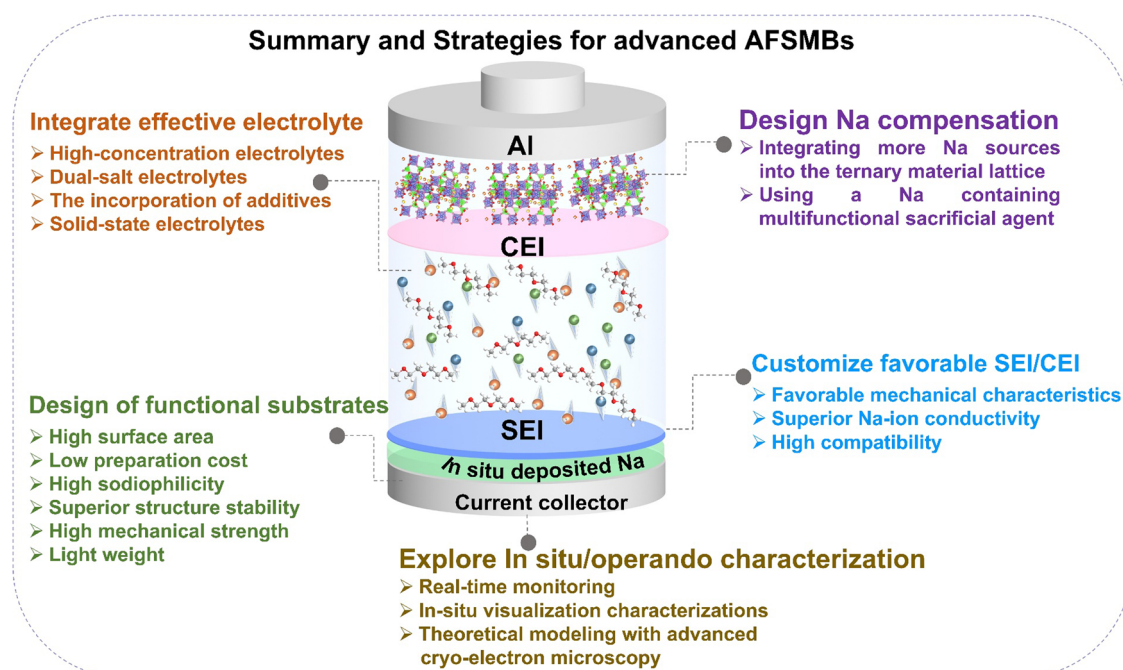 Summary and Strategies for advanced AFSMBs
Integrate effective electrolyte
➢ High-concentration electrolytes
➢ Dual-salt electrolytes
➢ The incorporation of additives
➢ Solid-state electrolytes
Design Na compensation
➢ Integrating more Na sources
into the ternary material lattice
➢ Using a Na containing
multifunctional sacrificial agent
Al
CEI
SEI
In situ deposited Na
Current collector
Design of functional substrates
➢ High surface area
➢ Low preparation cost
➢ High sodiophilicity
➢ Superior structure stability
➢ High mechanical strength
➢ Light weight
Customize favorable SEI/CEI
➢ Favorable mechanical characteristics
➢ Superior Na-ion conductivity
➢ High compatibility
Explore In situ/operando characterization
➢ Real-time monitoring
➢ In-situ visualization characterizations
➢ Theoretical modeling with advanced
cryo-electron microscopy